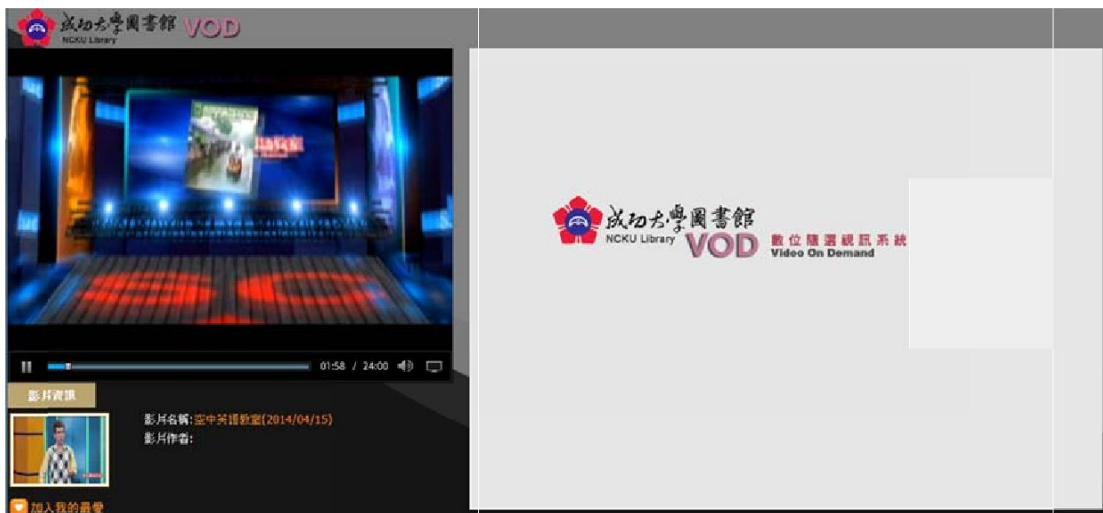 成功大學圖書館 VOD
NCKU Library
01:58 / 24:00
影片資訊
影片名稱:空中英語教室(2014/04/15)
影片作者:
加入我的最愛
成功大學圖書館
NCKU Library VOD 數位隨選視訊系統
Video On Demand